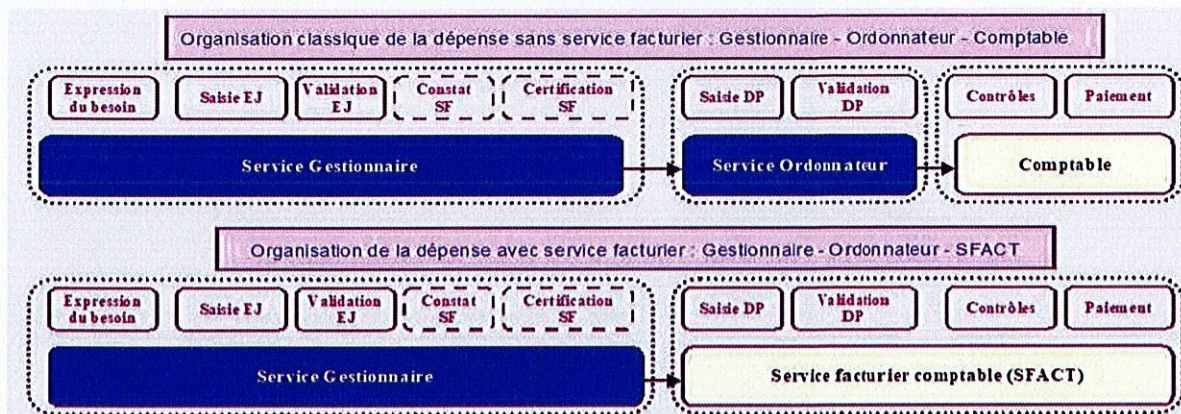 Organisation classique de la dépense sans service facturier : Gestionnaire - Ordonnateur - Comptable
Expression du besoin
Saisie EJ
Validation EJ
Constat SF
Certification SF
Saisie DP
Validation DP
Contrôles
Paiement
Service Gestionnaire
Service Ordonnateur
Comptable
Organisation de la dépense avec service facturier : Gestionnaire - Ordonnateur - SFACT
Expression du besoin
Saisie EJ
Validation EJ
Constat SF
Certification SF
Saisie DP
Validation DP
Contrôles
Paiement
Service Gestionnaire
Service facturier comptable (SFACT)